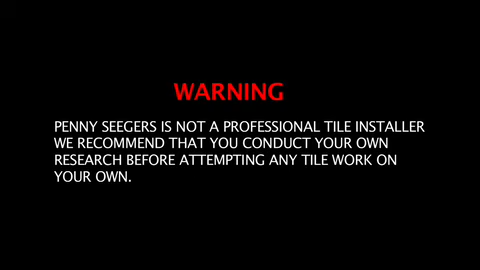 WARNING
PENNY SEEGERS IS NOT A PROFESSIONAL TILE INSTALLER
WE RECOMMEND THAT YOU CONDUCT YOUR OWN
RESEARCH BEFORE ATTEMPTING ANY TILE WORK ON
YOUR OWN.